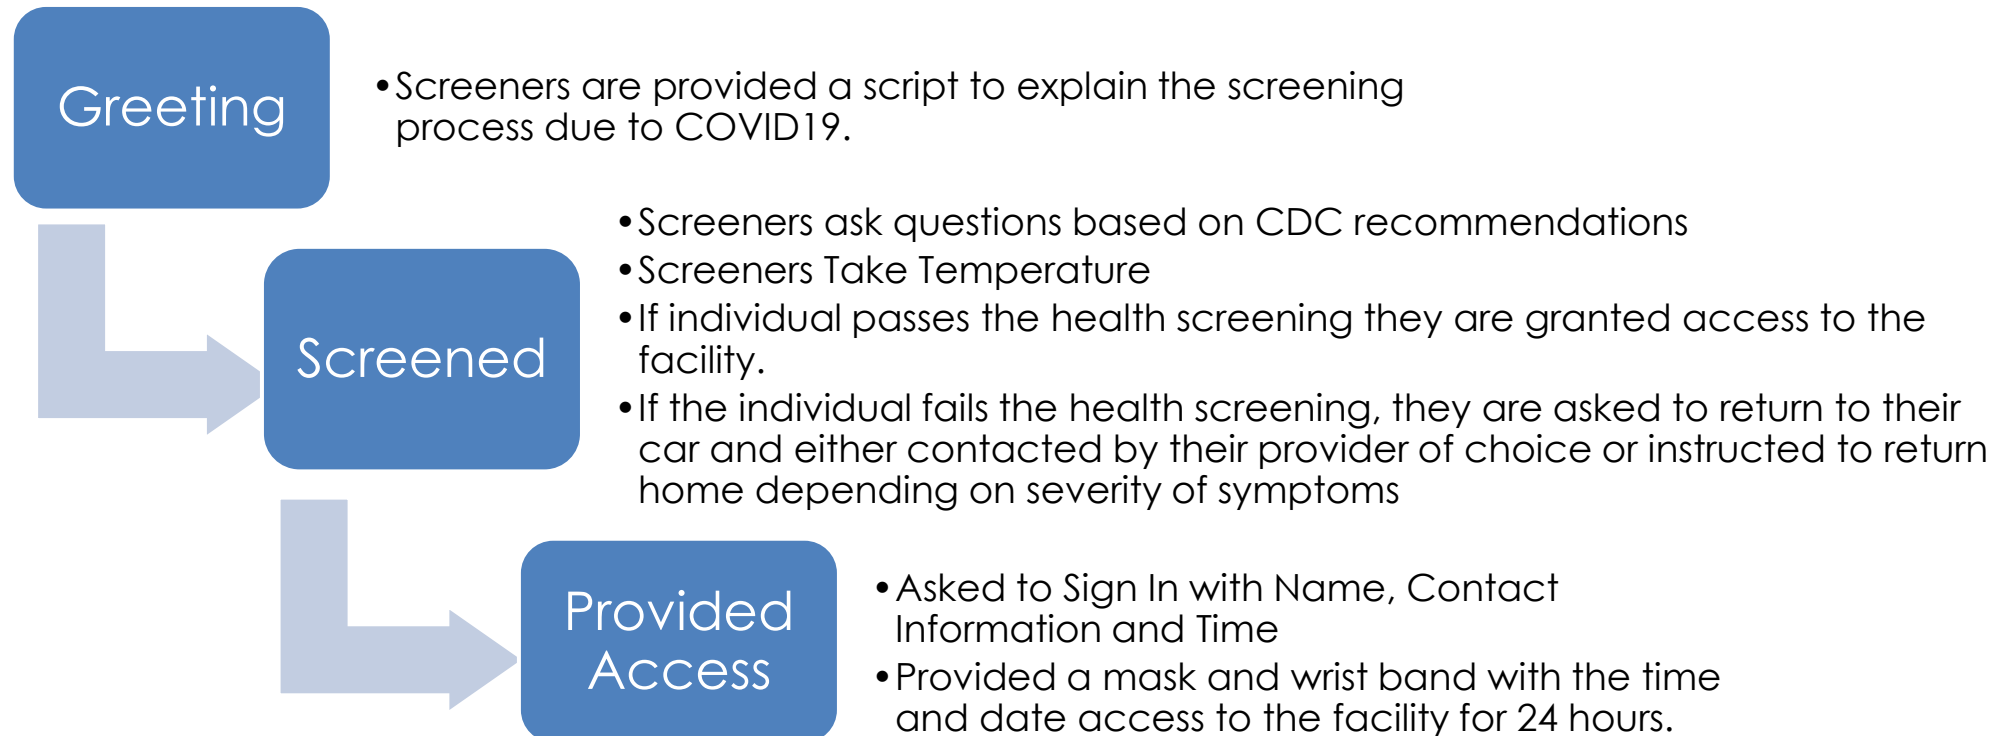 Greeting
•Screeners are provided a script to explain the screening
process due to COVID19.
Screened
•Screeners ask questions based on CDC recommendations
•Screeners Take Temperature
•If individual passes the health screening they are granted access to the
facility.
•If the individual fails the health screening, they are asked to return to their
car and either contacted by their provider of choice or instructed to return
home depending on severity of symptoms
Provided
Access
•Asked to Sign In with Name, Contact
Information and Time
•Provided a mask and wrist band with the time
and date access to the facility for 24 hours.